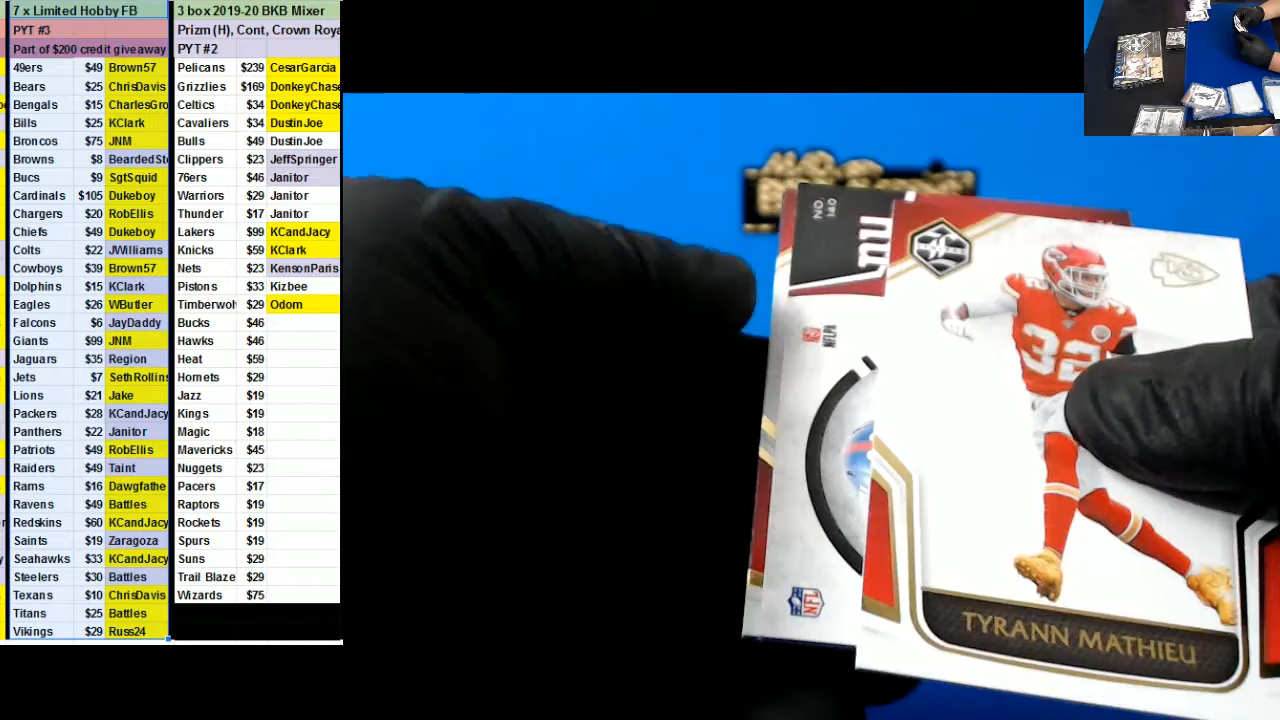 7 x Limited Hobby FB
PYT #3
Part of $200 credit giveaway
49ers $49 Brown57
Bears $25 ChrisDavis
Bengals $15 CharlesGro
Bills $25 KClark
Broncos $75 JNM
Browns $8 BeardedSt
Bucs $9 SgtSquid
Cardinals $105 Dukeboy
Chargers $20 RobEllis
Chiefs $49 Dukeboy
Colts $22 JWilliams
Cowboys $39 Brown57
Dolphins $15 KClark
Eagles $26 WButler
Falcons $6 JayDaddy
Giants $99 JNM
Jaguars $35 Region
Jets $7 SethRollins
Lions $21 Jake
Packers $28 KCandJacy
Panthers $22 Janitor
Patriots $49 RobEllis
Raiders $49 Taint
Rams $16 Dawgfathe
Ravens $49 Battles
Redskins $60 KCandJacy
Saints $19 Zaragoza
Seahawks $33 KCandJacy
Steelers $30 Battles
Texans $10 ChrisDavis
Titans $25 Battles
Vikings $29 Russ24
3 box 2019-20 BKB Mixer
Prizm (H), Cont, Crown Roya
PYT #2
Pelicans $239 CesarGarcia
Grizzlies $169 DonkeyChase
Celtics $34 DonkeyChase
Cavaliers $34 DustinJoe
Bulls $49 DustinJoe
Clippers $23 JeffSpringer
76ers $46 Janitor
Warriors $29 Janitor
Thunder $17 Janitor
Lakers $99 KCandJacy
Knicks $59 KClark
Nets $23 KensonParis
Pistons $33 Kizbee
Timberwol $29 Odom
Bucks $46
Hawks $46
Heat $59
Hornets $29
Jazz $19
Kings $19
Magic $18
Mavericks $45
Nuggets $23
Pacers $17
Raptors $19
Rockets $19
Spurs $19
Suns $29
Trail Blaze $29
Wizards $75
NO. 140
NFLPA
NFL
32
TYRANN MATHIEU